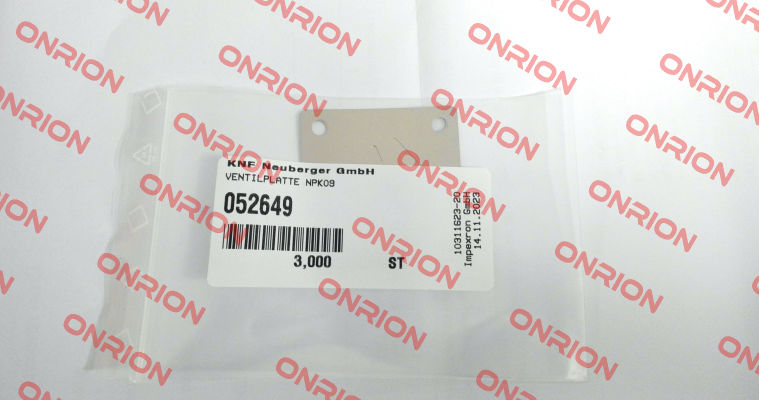 KNF Neuberger GmbH
VENTILPLATTE NPK09
052649
3,000 ST
10311623-20
Impexron GmbH
14.11.2023
ONRION